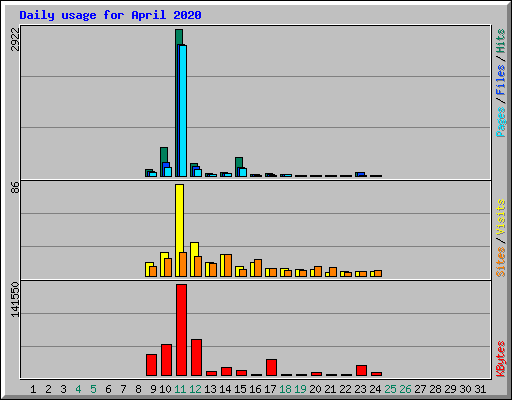 Daily usage for April 2020
2922
Pages / Files / Hits
86
Sites / Visits
141550
KBytes
1 2 3 4 5 6 7 8 9 10 11 12 13 14 15 16 17 18 19 20 21 22 23 24 25 26 27 28 29 30 31